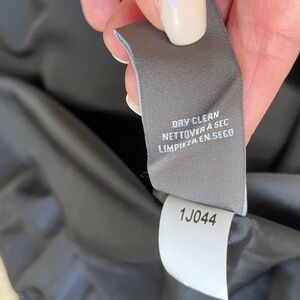 DRY CLEAN
NETTOYER A SEC
LIMPIEZA EN SECO
1J044